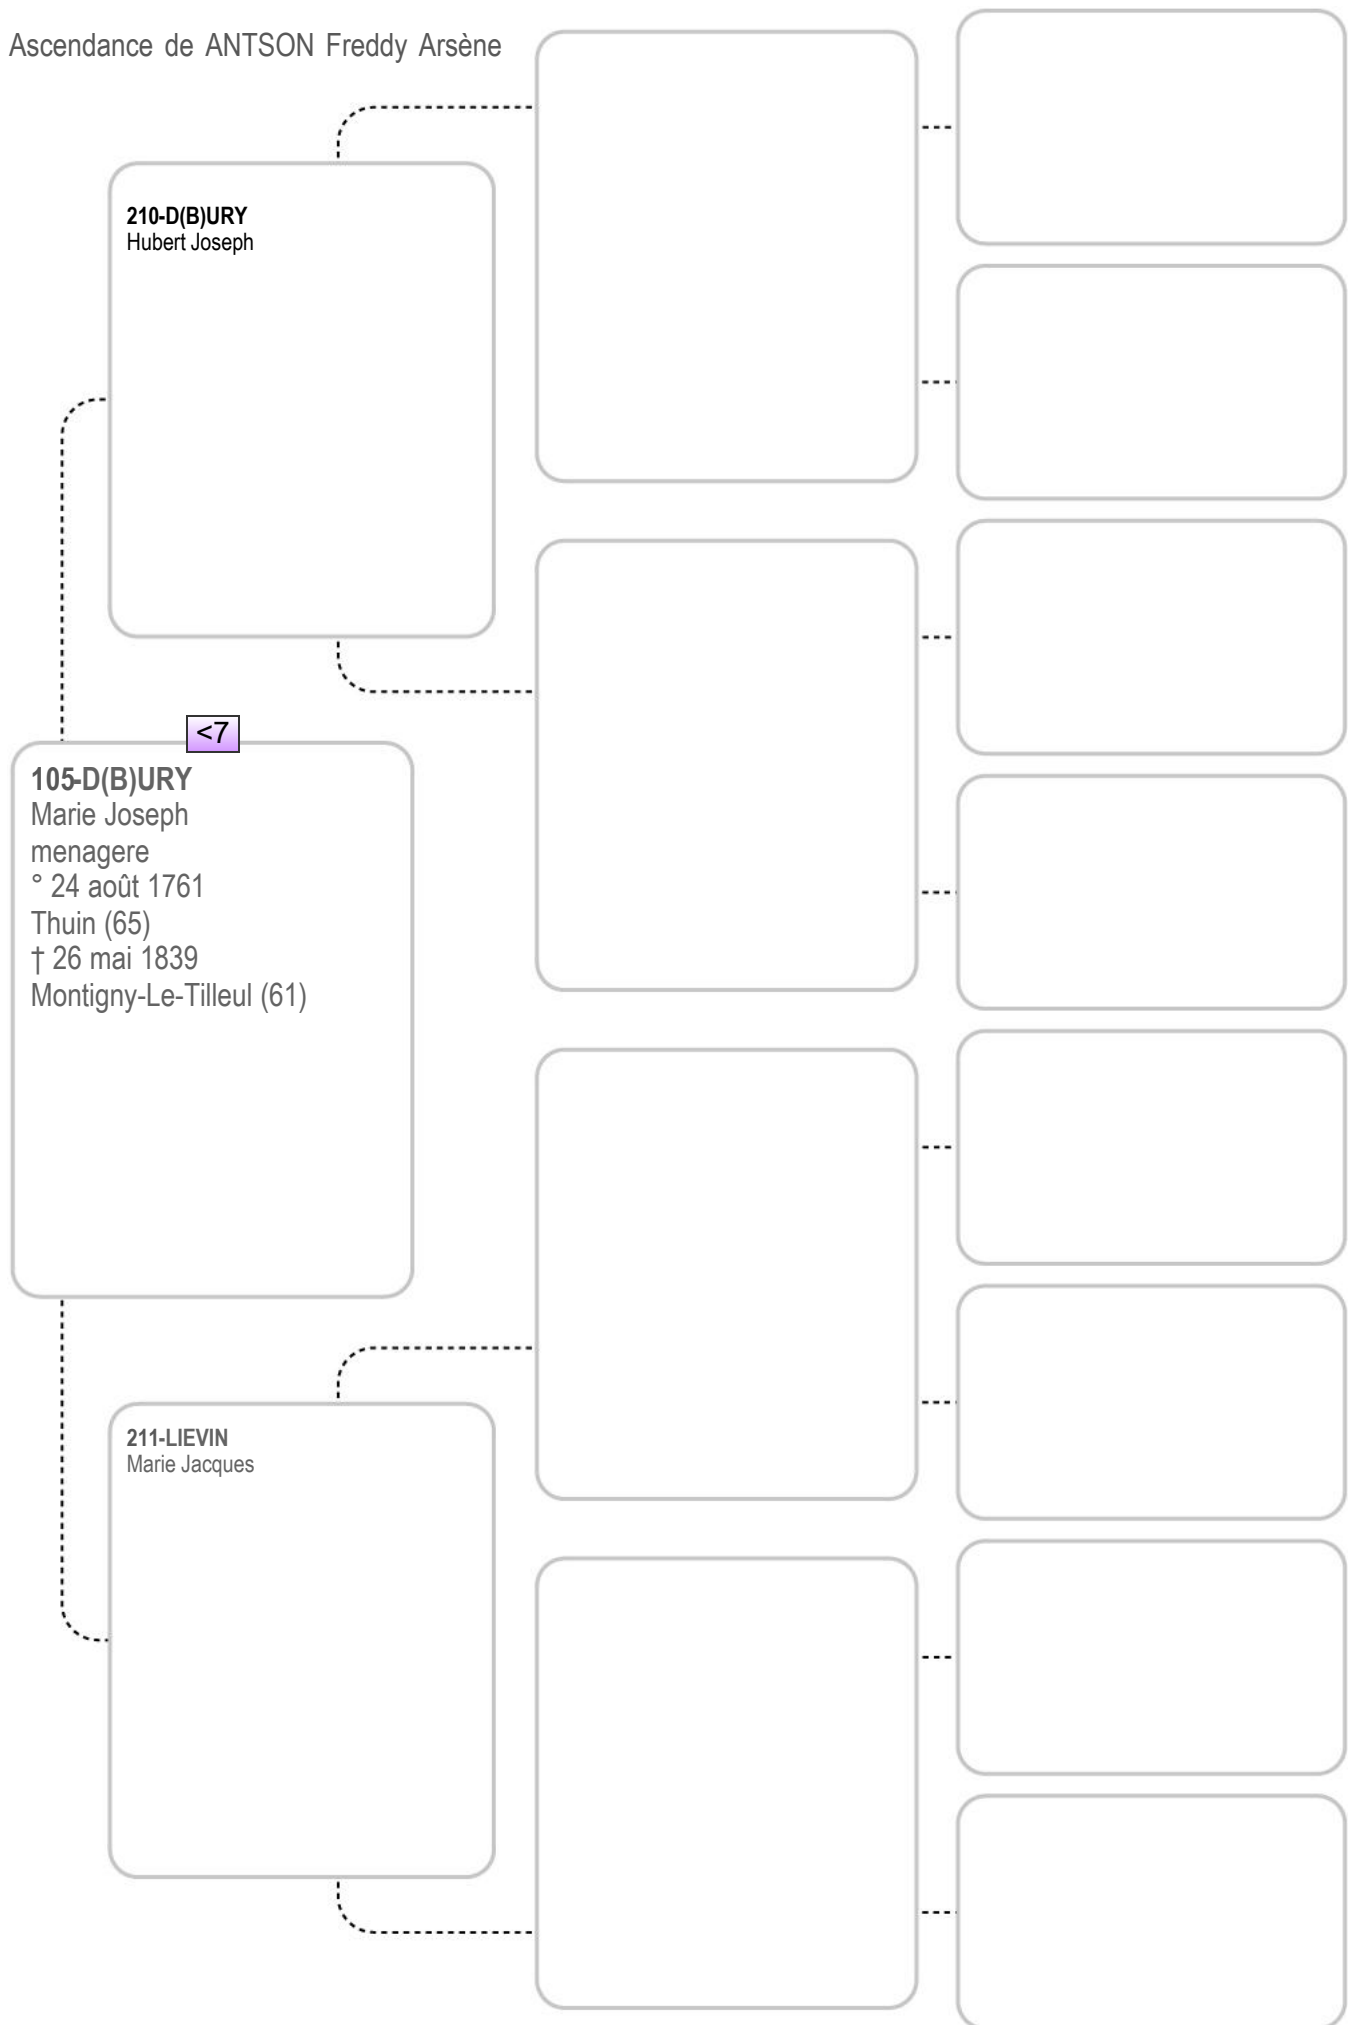 Ascendance de ANTSON Freddy Arsène
210-D(B)URY
Hubert Joseph
<7
105-D(B)URY
Marie Joseph
menagere
° 24 août 1761
Thuin (65)
† 26 mai 1839
Montigny-Le-Tilleul (61)
211-LIEVIN
Marie Jacques